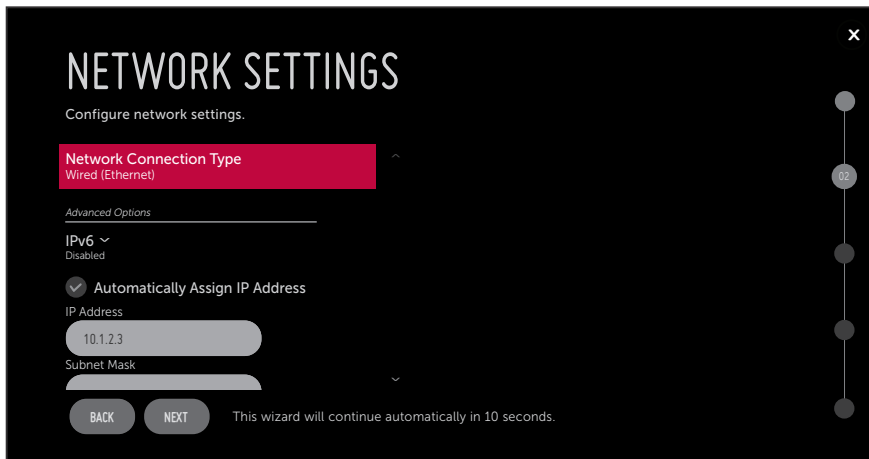 X
NETWORK SETTINGS
Configure network settings.
Network Connection Type
Wired (Ethernet)
02
Advanced Options
IPv6
Disabled
Automatically Assign IP Address
IP Address
10.1.2.3
Subnet Mask
BACK NEXT This wizard will continue automatically in 10 seconds.